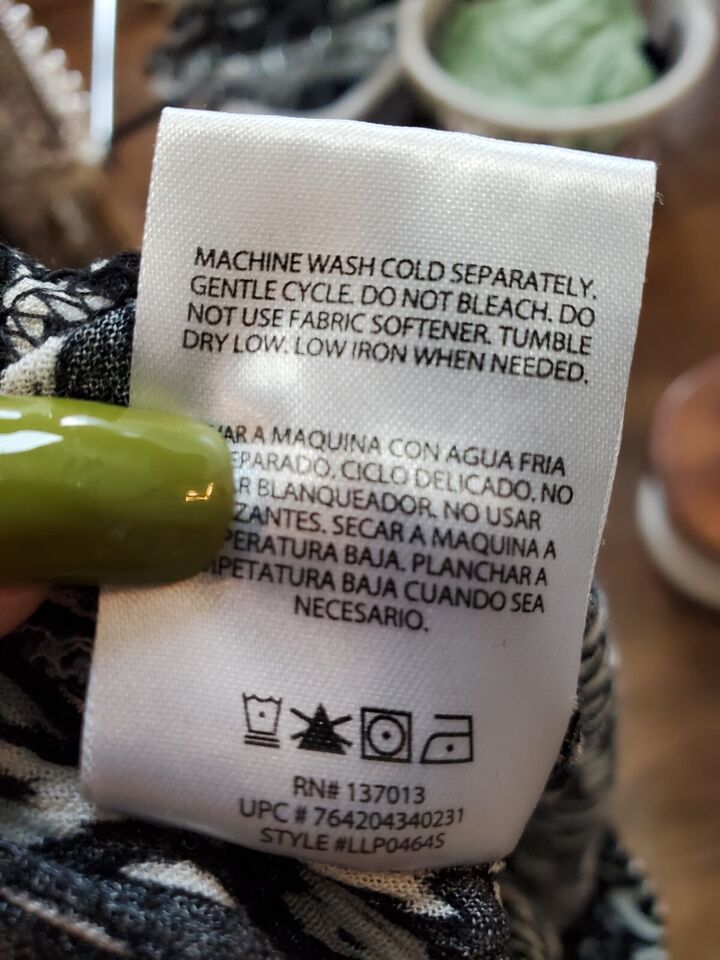 MACHINE WASH COLD SEPARATELY.
GENTLE CYCLE. DO NOT BLEACH. DO
NOT USE FABRIC SOFTENER. TUMBLE
DRY LOW. LOW IRON WHEN NEEDED.
A MAQUINA CON AGUA FRIA
CICLO DELICADO. NO
BLANQUEADOR. NO USAR
SECAR A MAQUINA A
BAJA. PLANCHAR A
BAJA CUANDO SEA
NECESARIO.
RN# 137013
UPC # 764204340231
STYLE #LLP0464S